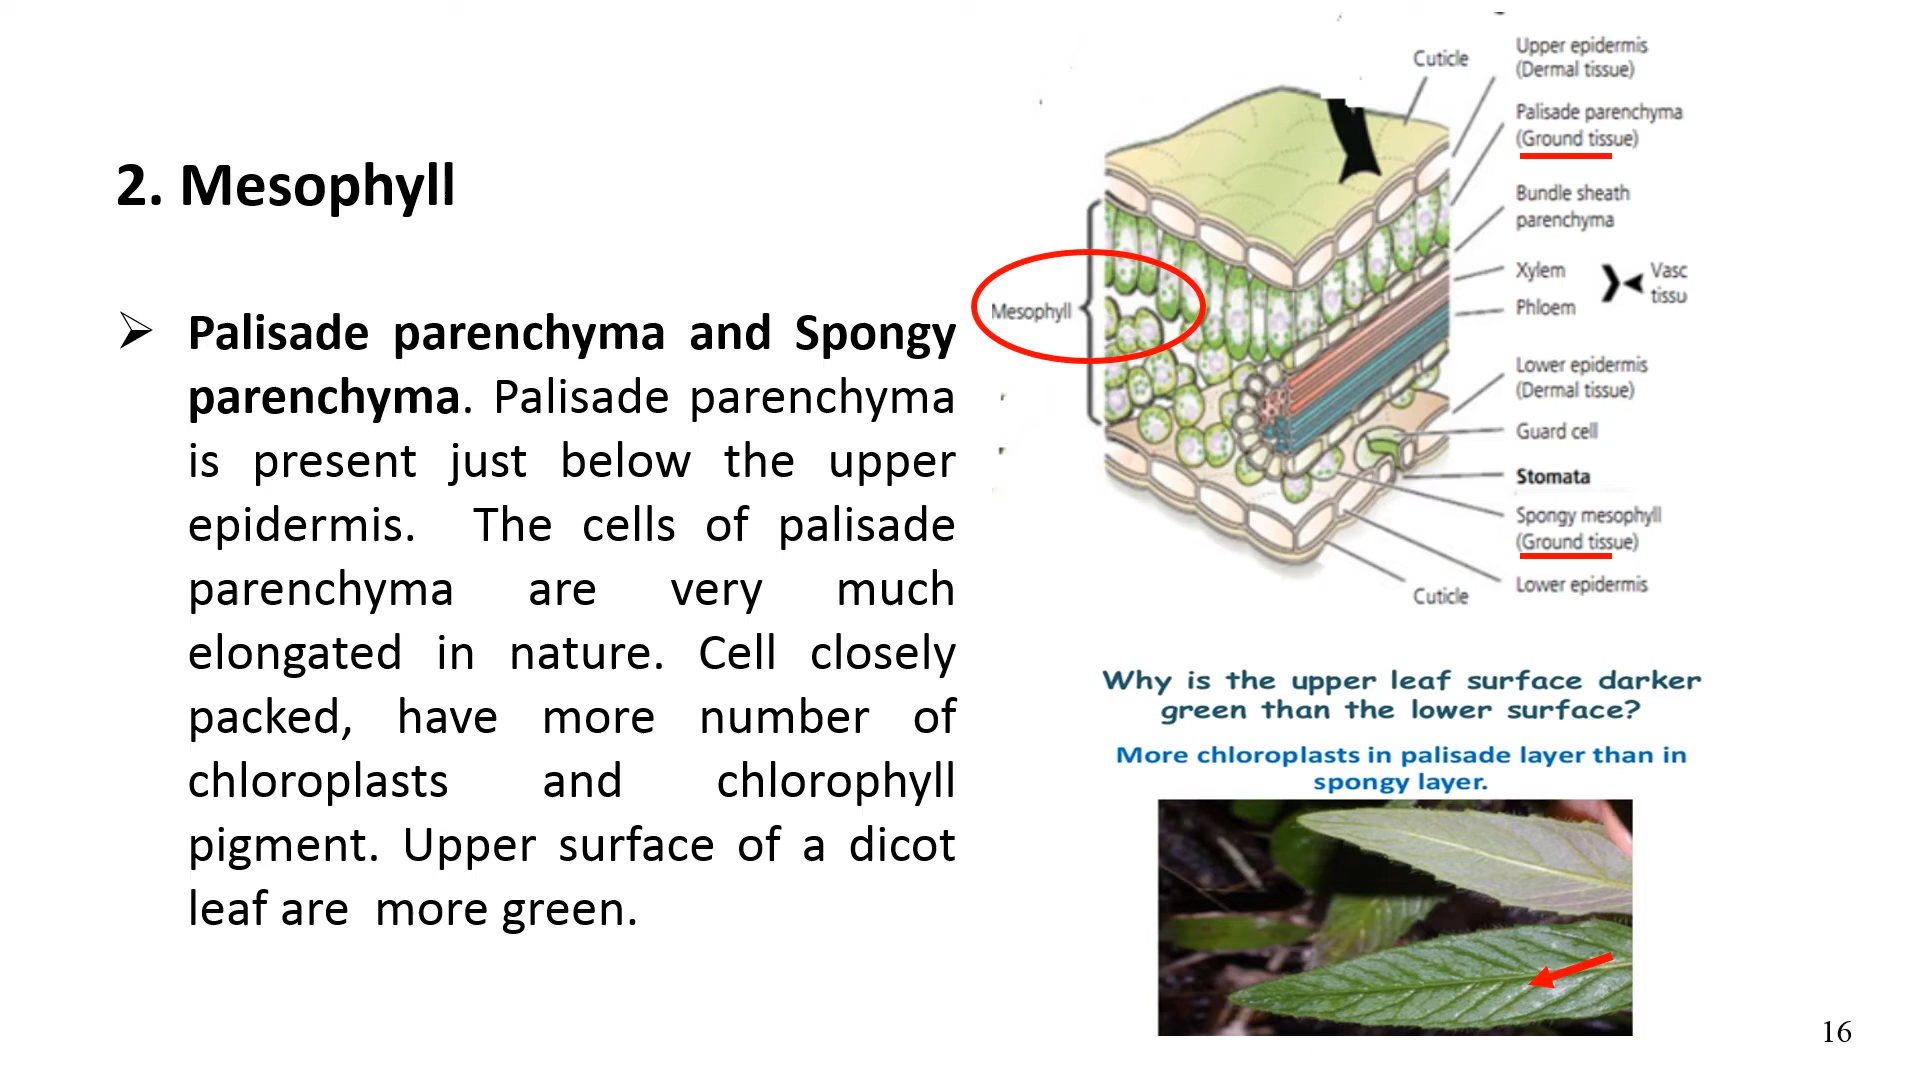 2. Mesophyll
➢ Palisade parenchyma and Spongy
parenchyma. Palisade parenchyma
is present just below the upper
epidermis. The cells of palisade
parenchyma are very much
elongated in nature. Cell closely
packed, have more number of
chloroplasts and chlorophyll
pigment. Upper surface of a dicot
leaf are more green.
Cuticle
Upper epidermis
(Dermal tissue)
Palisade parenchyma
(Ground tissue)
Bundle sheath
parenchyma
Xylem
Vasc
tissu
Phloem
Mesophyll
Lower epidermis
(Dermal tissue)
Guard cell
Stomata
Spongy mesophyll
(Ground tissue)
Lower epidermis
Cuticle
Why is the upper leaf surface darker
green than the lower surface?
More chloroplasts in palisade layer than in
spongy layer.
16